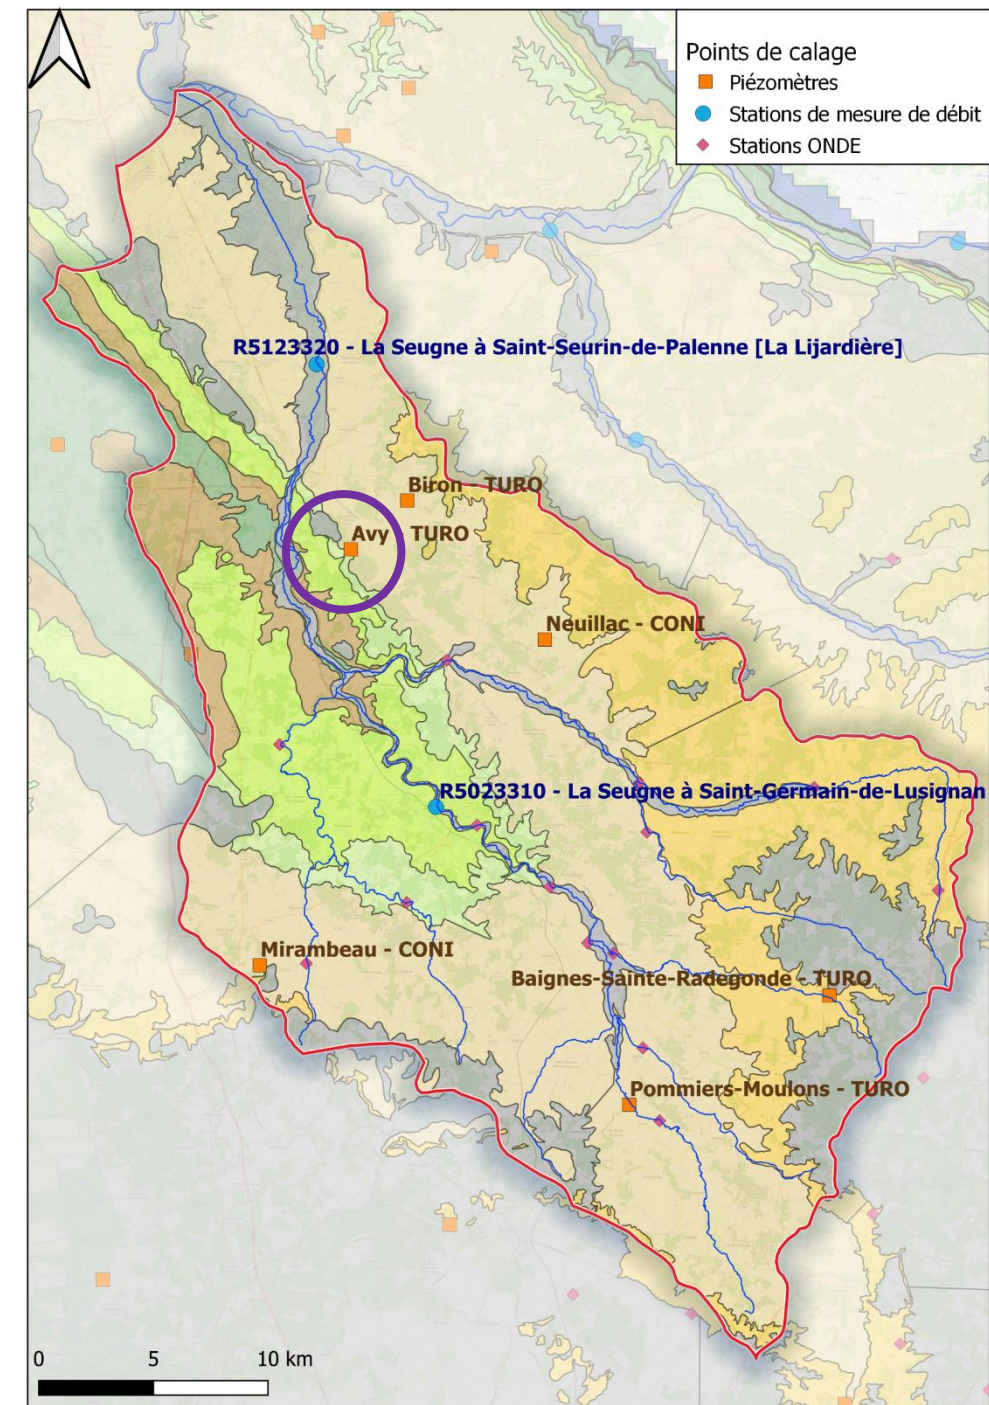 Points de calage
Piézomètres
Stations de mesure de débit
Stations ONDE
R5123320 - La Seugne à Saint-Seurin-de-Palenne [La Lijardière]
Biron - TURO
Avy - TURO
Neuillac - CONI
R5023310 - La Seugne à Saint-Germain-de-Lusignan
Mirambeau - CONI
Baignes-Sainte-Radegonde - TURO
Pommiers-Moulons - TURO
0 5 10 km